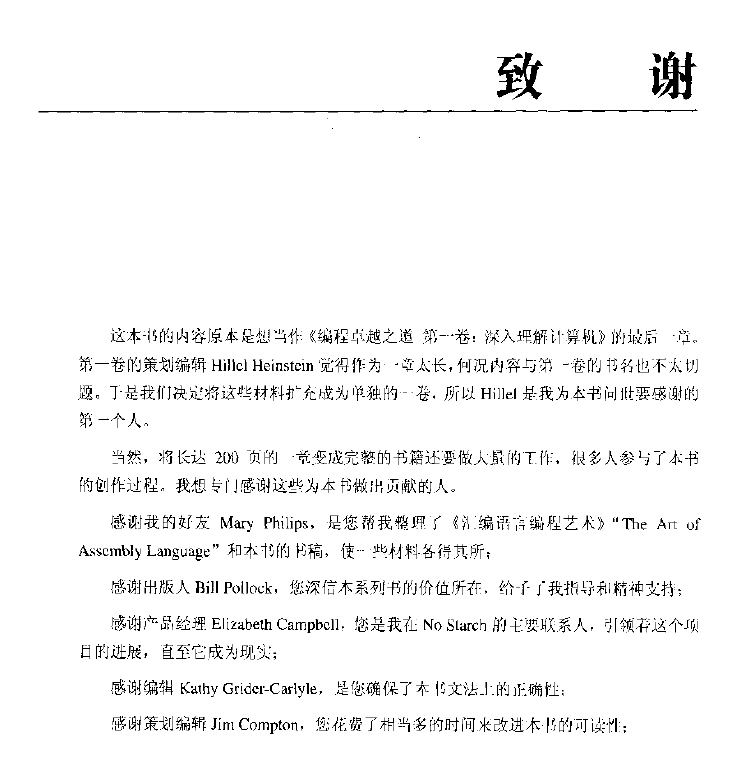 致 谢
这本书的内容原本是想当作《编程卓越之道 第一卷：深入理解计算机》的最后一章。
第一卷的策划编辑 Hillel Heinstein 觉得作为一章太长，何况内容与第一卷的书名也不太切
题。于是我们决定将这些材料扩充成为单独的一卷，所以 Hillel 是我为本书问世要感谢的
第一个人。
当然，将长达 200 页的一章变成完整的书籍还要做大量的工作，很多人参与了本书
的创作过程。我想专门感谢这些为本书做出贡献的人。
感谢我的好友 Mary Philips，是您帮我整理了《汇编语言编程艺术》“The Art of
Assembly Language”和本书的书稿，使一些材料各得其所；
感谢出版人 Bill Pollock，您深信本系列书的价值所在，给予了我指导和精神支持；
感谢产品经理 Elizabeth Campbell，您是我在 No Starch 的主要联系人，引领着这个项
目的进展，直至它成为现实；
感谢编辑 Kathy Grider-Carlyle，是您确保了本书文法上的正确性；
感谢策划编辑 Jim Compton，您花费了相当多的时间来改进本书的可读性；